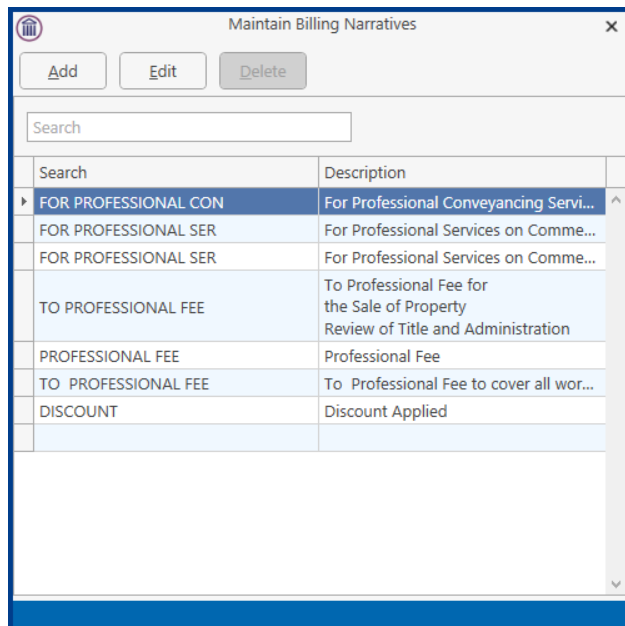 Maintain Billing Narratives
Add Edit Delete
Search
Search Description
FOR PROFESSIONAL CON For Professional Conveyancing Servi...
FOR PROFESSIONAL SER For Professional Services on Comme...
FOR PROFESSIONAL SER For Professional Services on Comme...
TO PROFESSIONAL FEE To Professional Fee for
the Sale of Property
Review of Title and Administration
PROFESSIONAL FEE Professional Fee
TO  PROFESSIONAL FEE To  Professional Fee to cover all wor...
DISCOUNT Discount Applied